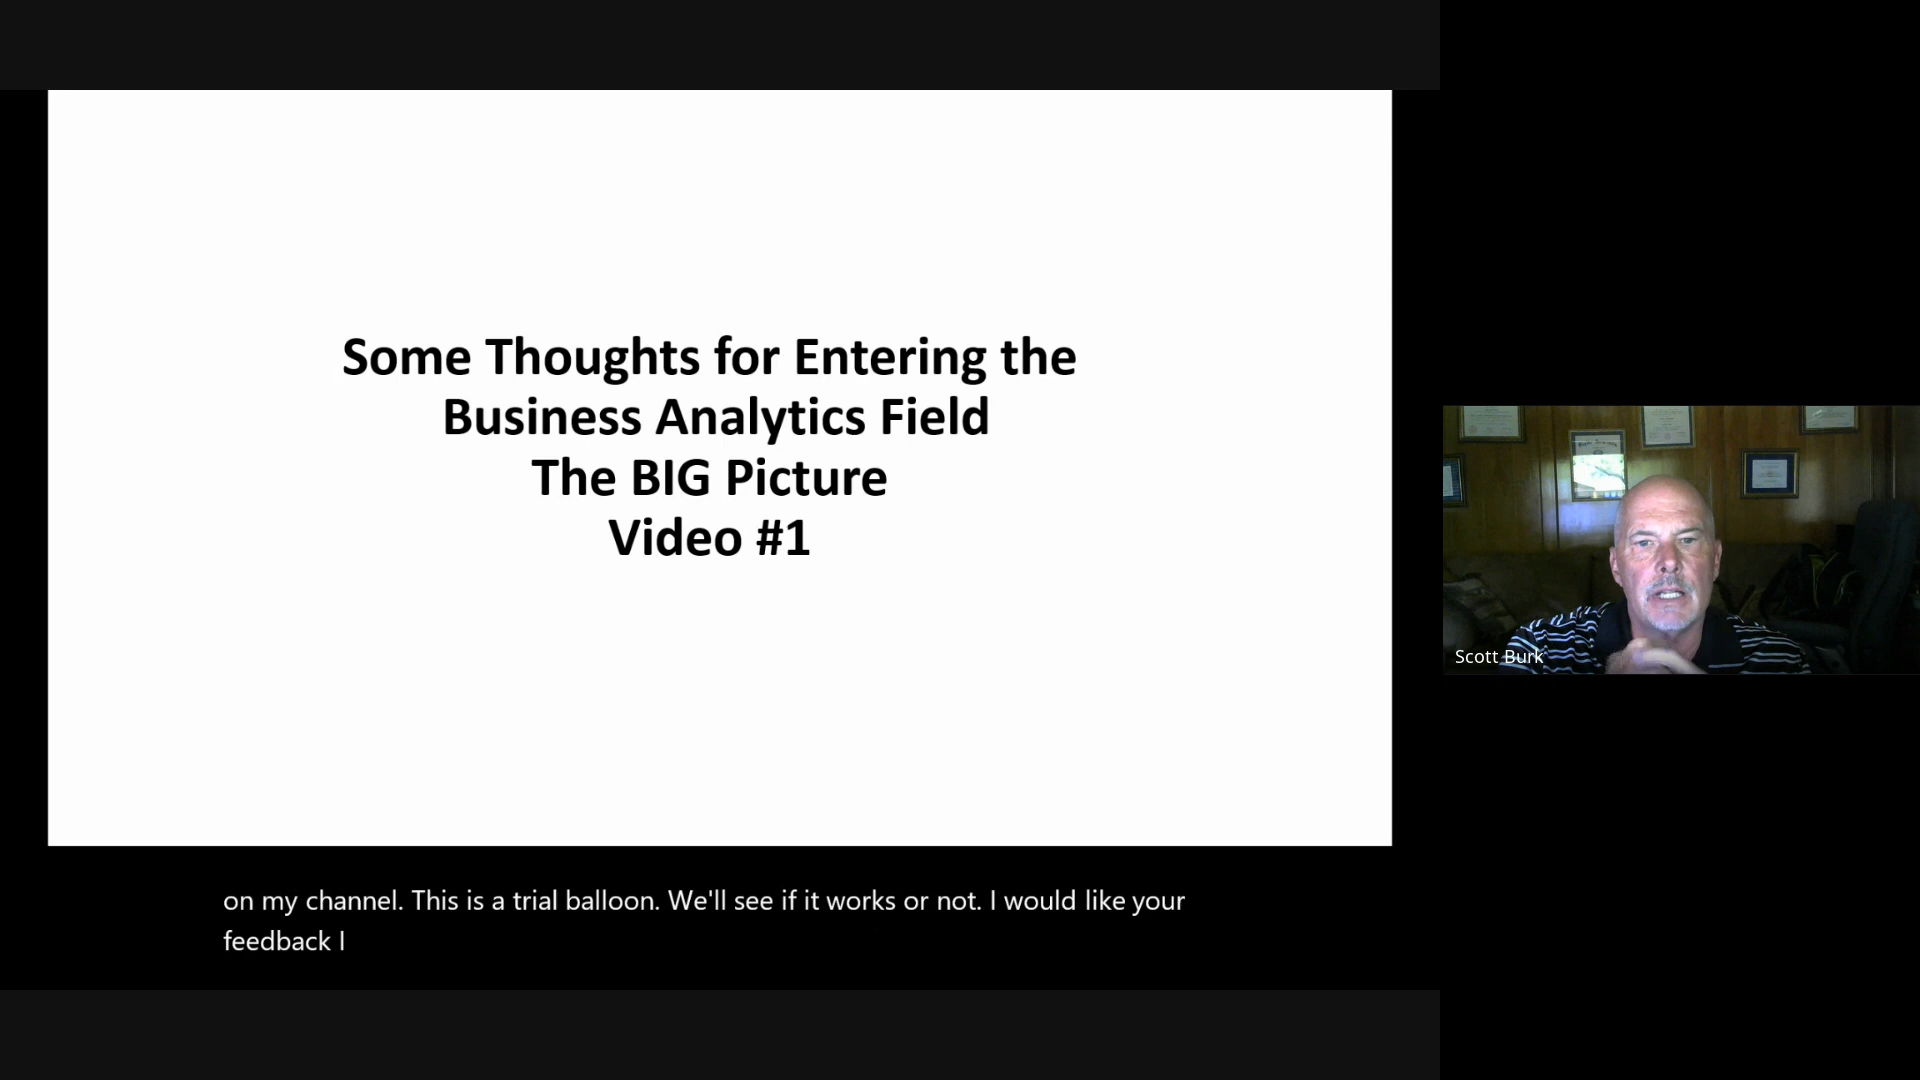 Some Thoughts for Entering the
Business Analytics Field
The BIG Picture
Video #1
Scott Burk
on my channel. This is a trial balloon. We'll see if it works or not. I would like your
feedback I